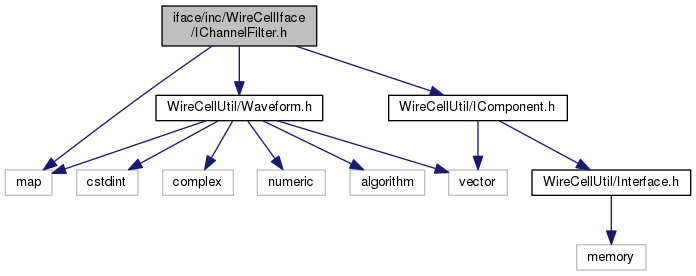 iface/inc/WireCellIface
/IChannelFilter.h
WireCellUtil/Waveform.h
WireCellUtil/IComponent.h
map
cstdint
complex
numeric
algorithm
vector
WireCellUtil/Interface.h
memory